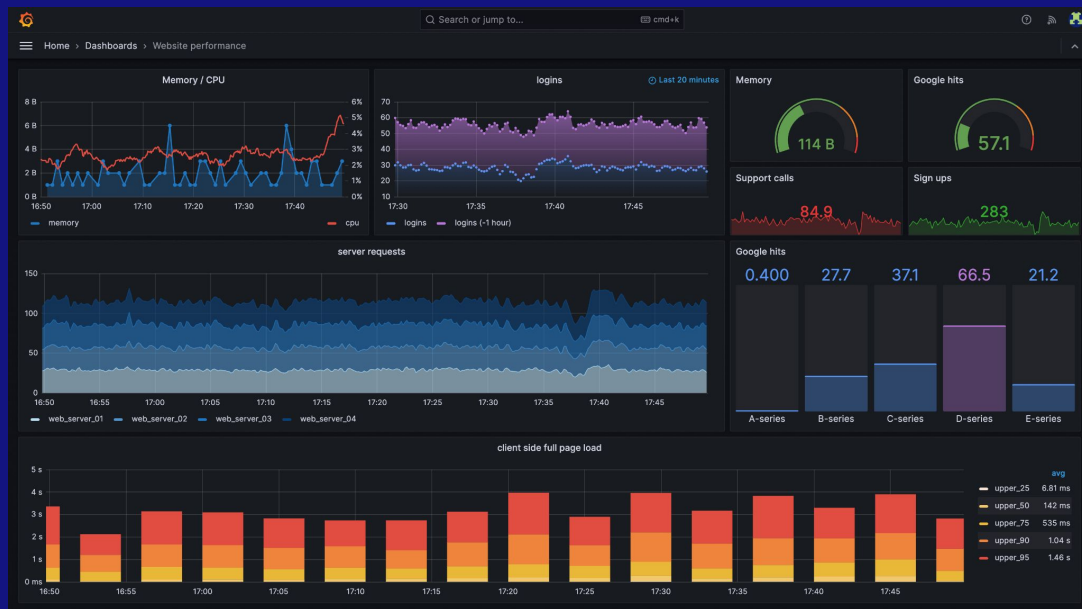 Search or jump to... cmd+k
Home › Dashboards › Website performance
Memory / CPU
8 B
6 B
4 B
2 B
0 B
6%
5%
4%
3%
2%
1%
0%
16:50 17:00 17:10 17:20 17:30 17:40
memory cpu
logins
Last 20 minutes
70
60
50
40
30
20
10
17:30 17:35 17:40 17:45
logins logins (-1 hour)
Memory
114 B
Google hits
57.1
Support calls
84.9
Sign ups
283
server requests
150
100
50
0
16:50 16:55 17:00 17:05 17:10 17:15 17:20 17:25 17:30 17:35 17:40 17:45
web_server_01 web_server_02 web_server_03 web_server_04
Google hits
0.400 27.7 37.1 66.5 21.2
A-series B-series C-series D-series E-series
client side full page load
5 s
4 s
3 s
2 s
1 s
0 ms
16:50 16:55 17:00 17:05 17:10 17:15 17:20 17:25 17:30 17:35 17:40 17:45
avg
upper_25 6.81 ms
upper_50 142 ms
upper_75 535 ms
upper_90 1.04 s
upper_95 1.46 s